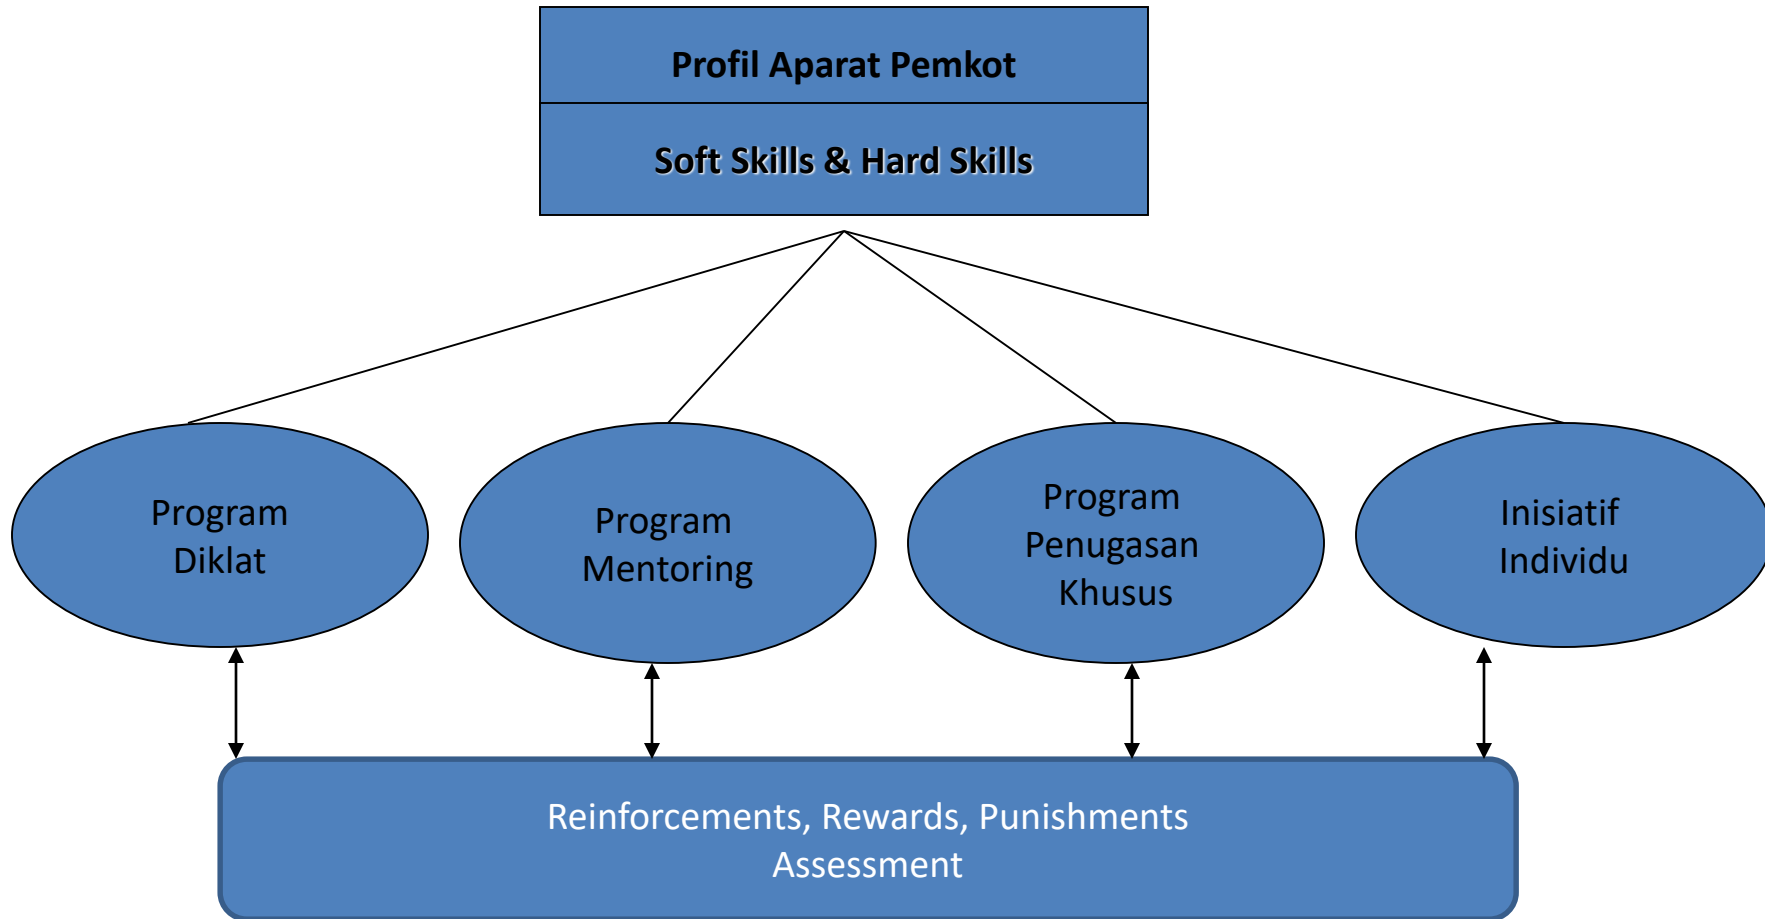 Profil Aparat Pemkot
Soft Skills & Hard Skills
Program
Diklat
Program
Mentoring
Program
Penugasan
Khusus
Inisiatif
Individu
Reinforcements, Rewards, Punishments
Assessment